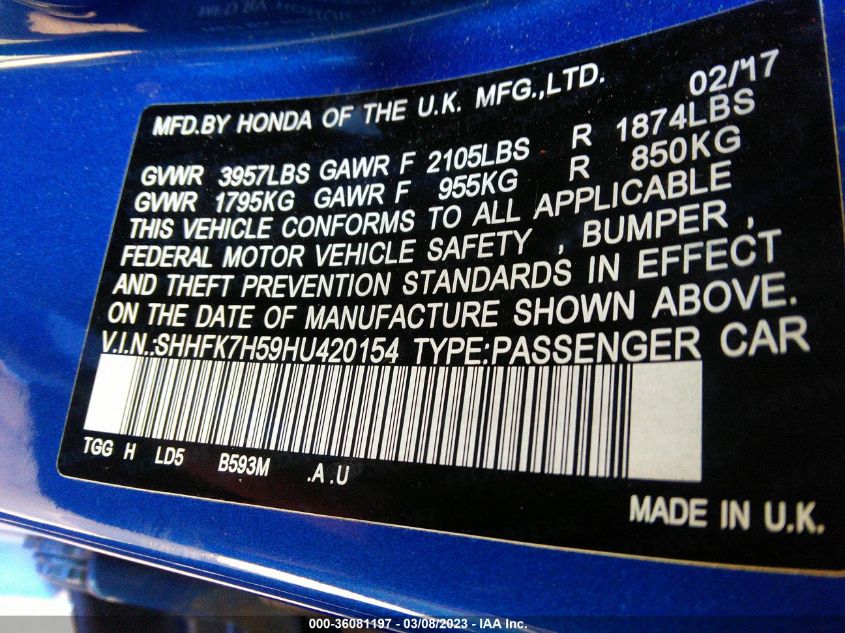 MFD.BY HONDA OF THE U.K. MFG.,LTD. 02/17
GVWR 3957LBS GAWR F 2105LBS R 1874LBS
GVWR 1795KG GAWR F 955KG R 850KG
THIS VEHICLE CONFORMS TO ALL APPLICABLE
FEDERAL MOTOR VEHICLE SAFETY , BUMPER ,
AND THEFT PREVENTION STANDARDS IN EFFECT
ON THE DATE OF MANUFACTURE SHOWN ABOVE.
V.I.N.:SHHFK7H59HU420154 TYPE:PASSENGER CAR
TGG H LD5 B593M .A .U
MADE IN U.K.
000-36081197 - 03/08/2023 - IAA Inc.